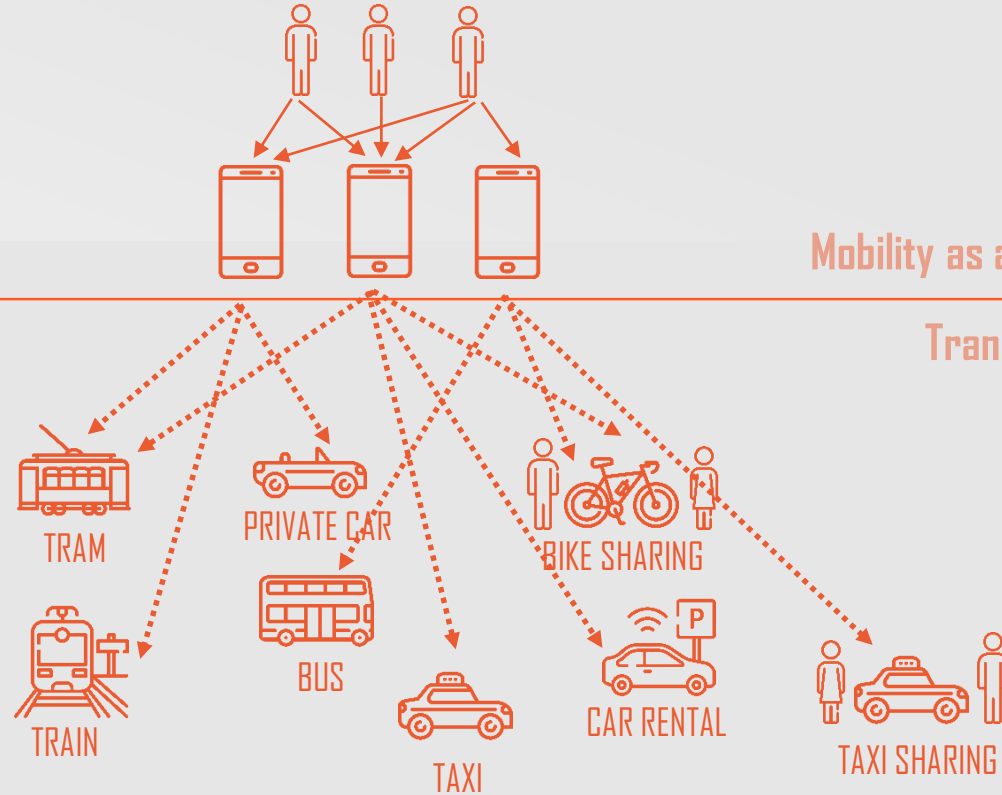 Mobility as a
Tran
TRAM
PRIVATE CAR
BIKE SHARING
P
BUS
CAR RENTAL
TRAIN
TAXI
TAXI SHARING